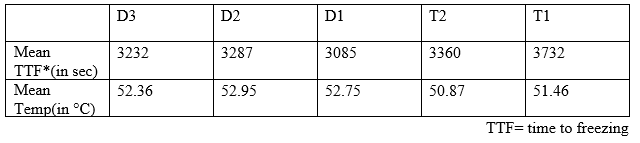 D3 D2 D1 T2 T1
Mean TTF*(in sec) 3232 3287 3085 3360 3732
Mean Temp(in °C) 52.36 52.95 52.75 50.87 51.46
TTF= time to freezing